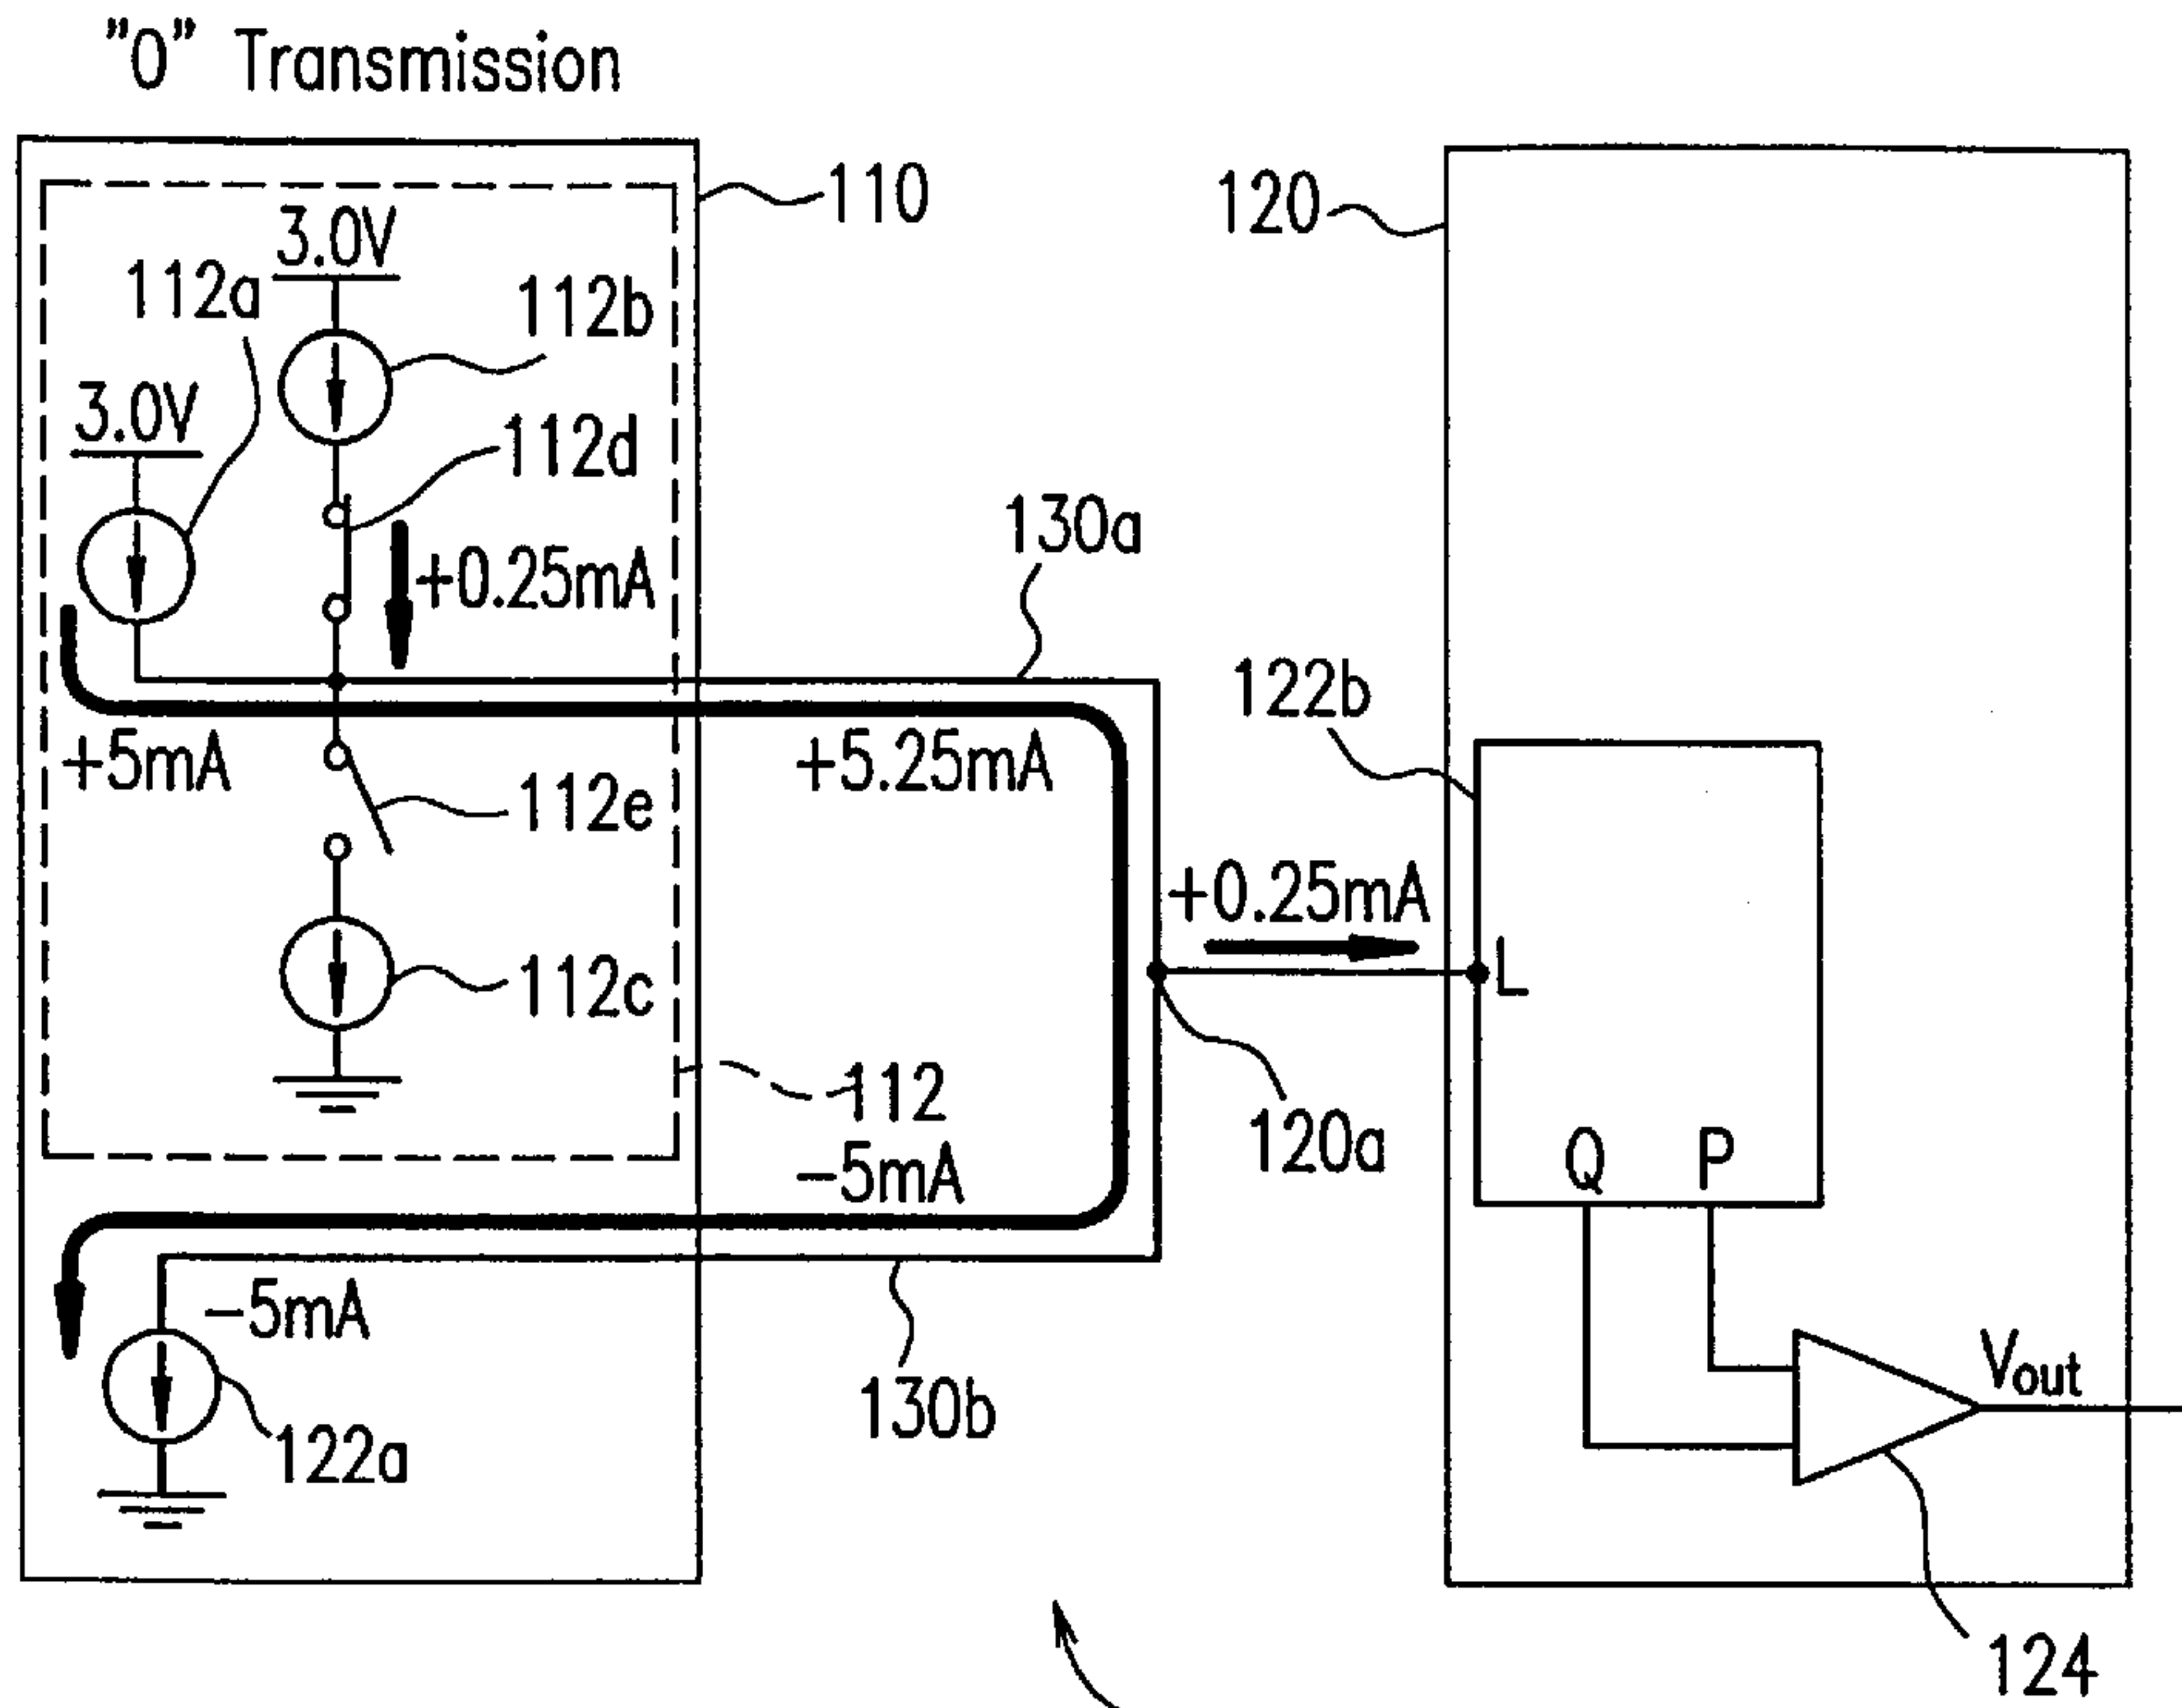 "0" Transmission
110
120
3.0V
112a
112b
3.0V
112d
130a
+0.25mA
122b
+5mA
+5.25mA
112e
+0.25mA
L
112c
112
120a
-5mA
Q
P
-5mA
Vout
130b
122a
124